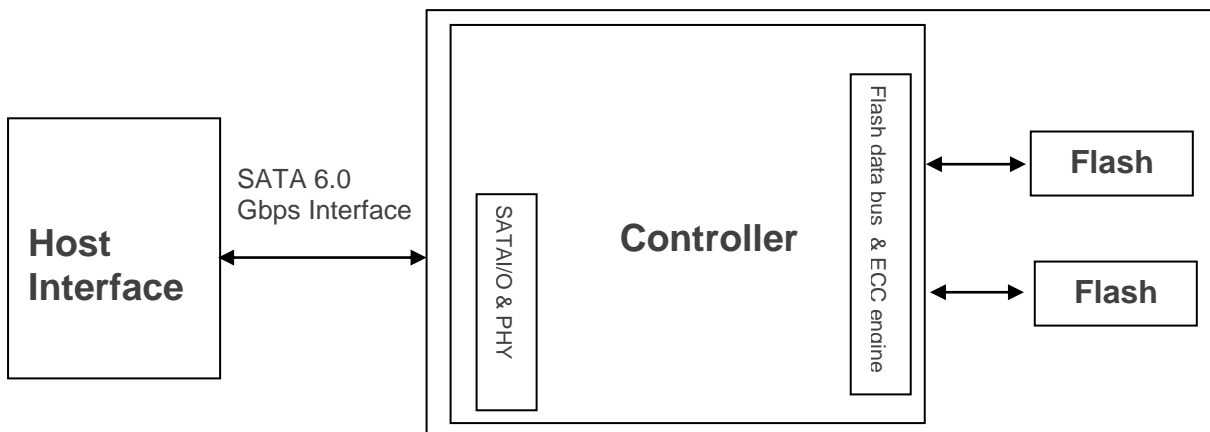 Host
Interface
SATA 6.0
Gbps Interface
SATAI/O & PHY
Controller
Flash data bus & ECC engine
Flash
Flash